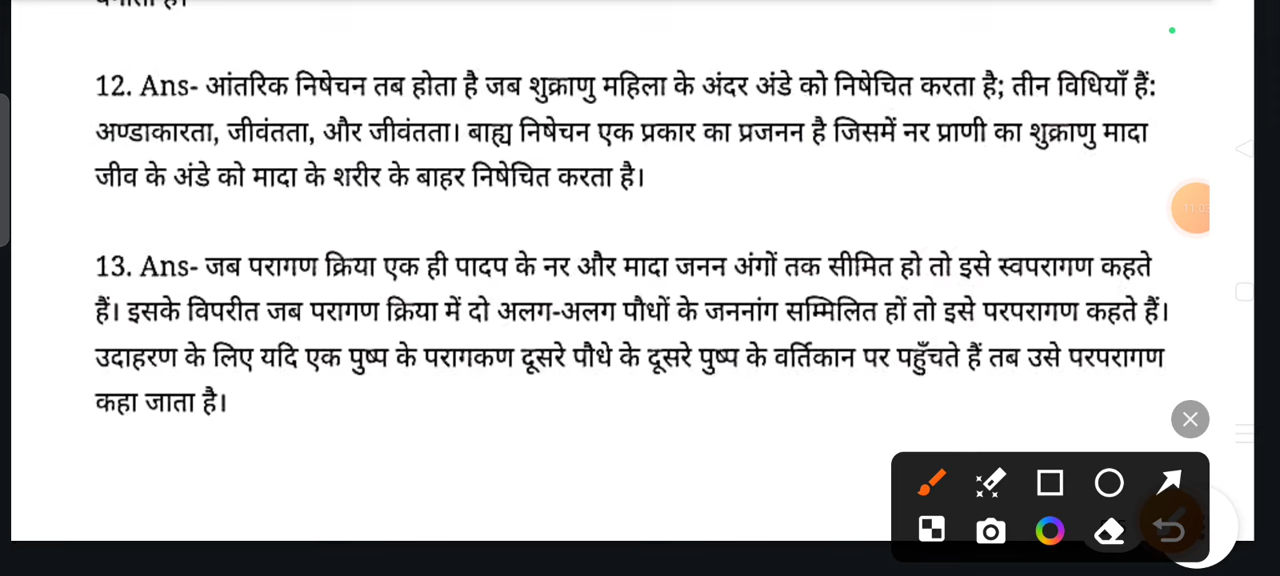 12. Ans- आंतरिक निषेचन तब होता है जब शुक्राणु महिला के अंदर अंडे को निषेचित करता है; तीन विधियाँ हैं:
अण्डाकारता, जीवंतता, और जीवंतता। बाह्य निषेचन एक प्रकार का प्रजनन है जिसमें नर प्राणी का शुक्राणु मादा
जीव के अंडे को मादा के शरीर के बाहर निषेचित करता है।
13. Ans- जब परागण क्रिया एक ही पादप के नर और मादा जनन अंगों तक सीमित हो तो इसे स्वपरागण कहते
हैं। इसके विपरीत जब परागण क्रिया में दो अलग-अलग पौधों के जननांग सम्मिलित हों तो इसे परपरागण कहते हैं।
उदाहरण के लिए यदि एक पुष्प के परागकण दूसरे पौधे के दूसरे पुष्प के वर्तिकान पर पहुँचते हैं तब उसे परपरागण
कहा जाता है।